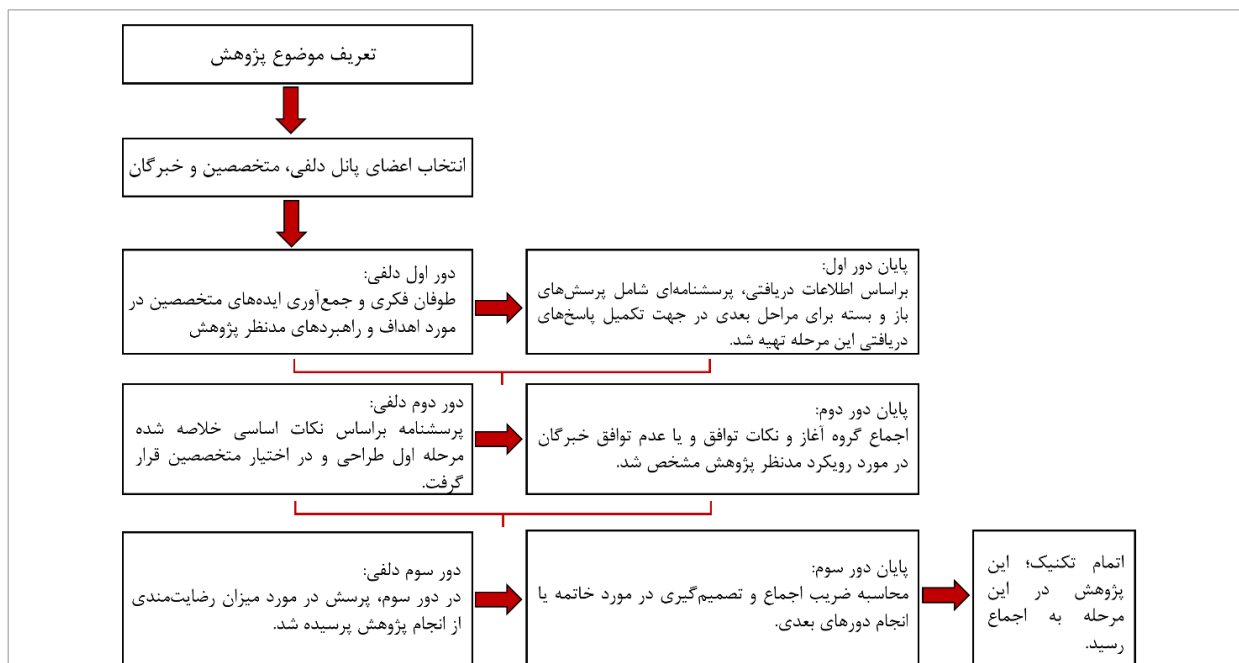 تعریف موضوع پژوهش
انتخاب اعضای پانل دلفی، متخصصین و خبرگان
دور اول دلفی:
طوفان فکری و جمع‌آوری ایده‌های متخصصین در
مورد اهداف و راهبردهای مدنظر پژوهش
پایان دور اول:
براساس اطلاعات دریافتی، پرسشنامه‌ای شامل پرسش‌های
باز و بسته برای مراحل بعدی در جهت تکمیل پاسخ‌های
دریافتی این مرحله تهیه شد.
دور دوم دلفی:
پرسشنامه براساس نکات اساسی خلاصه شده
مرحله اول طراحی و در اختیار متخصصین قرار
گرفت.
پایان دور دوم:
اجماع گروه آغاز و نکات توافق و یا عدم توافق خبرگان
در مورد رویکرد مدنظر پژوهش مشخص شد.
دور سوم دلفی:
در دور سوم، پرسش در مورد میزان رضایت‌مندی
از انجام پژوهش پرسیده شد.
پایان دور سوم:
محاسبه ضریب اجماع و تصمیم‌گیری در مورد خاتمه یا
انجام دورهای بعدی.
اتمام تکنیک؛ این
پژوهش در این
مرحله به اجماع
رسید.